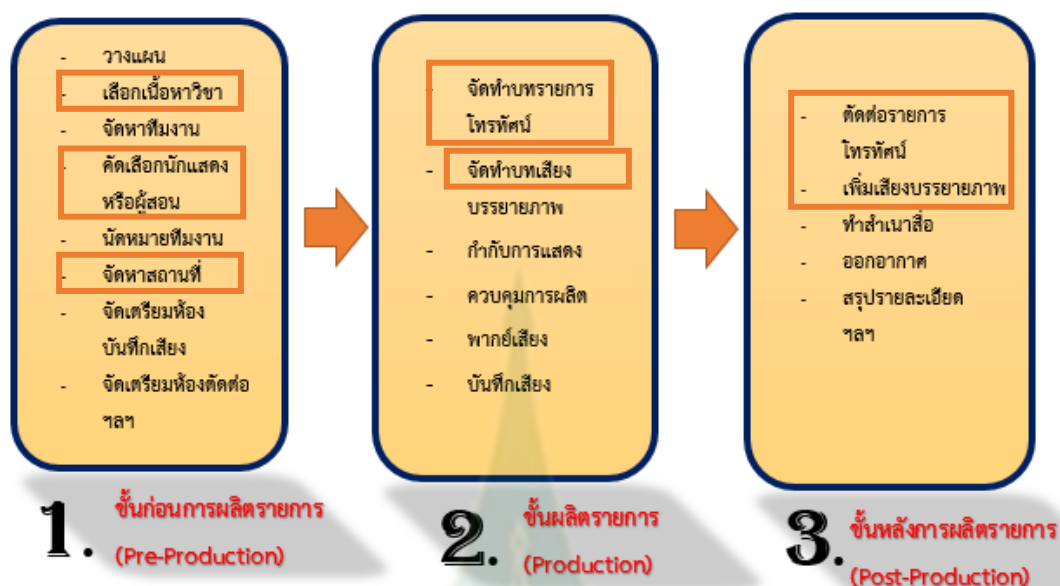 - วางแผน
- เลือกเนื้อหาวิชา
- จัดหาทีมงาน
- คัดเลือกนักแสดง
หรือผู้สอน
- นัดหมายทีมงาน
- จัดหาสถานที่
- จัดเตรียมห้อง
บันทึกเสียง
- จัดเตรียมห้องตัดต่อ
ฯลฯ
1.
ขั้นก่อนการผลิตรายการ
(Pre-Production)
- จัดทำบทรายการ
โทรทัศน์
- จัดทำบทเสียง
บรรยายภาพ
- กำกับการแสดง
- ควบคุมการผลิต
- พากย์เสียง
- บันทึกเสียง
2.
ขั้นผลิตรายการ
(Production)
- ตัดต่อรายการ
โทรทัศน์
- เพิ่มเสียงบรรยายภาพ
- ทำสำเนาสื่อ
- ออกอากาศ
- สรุปรายละเอียด
ฯลฯ
3.
ขั้นหลังการผลิตรายการ
(Post-Production)